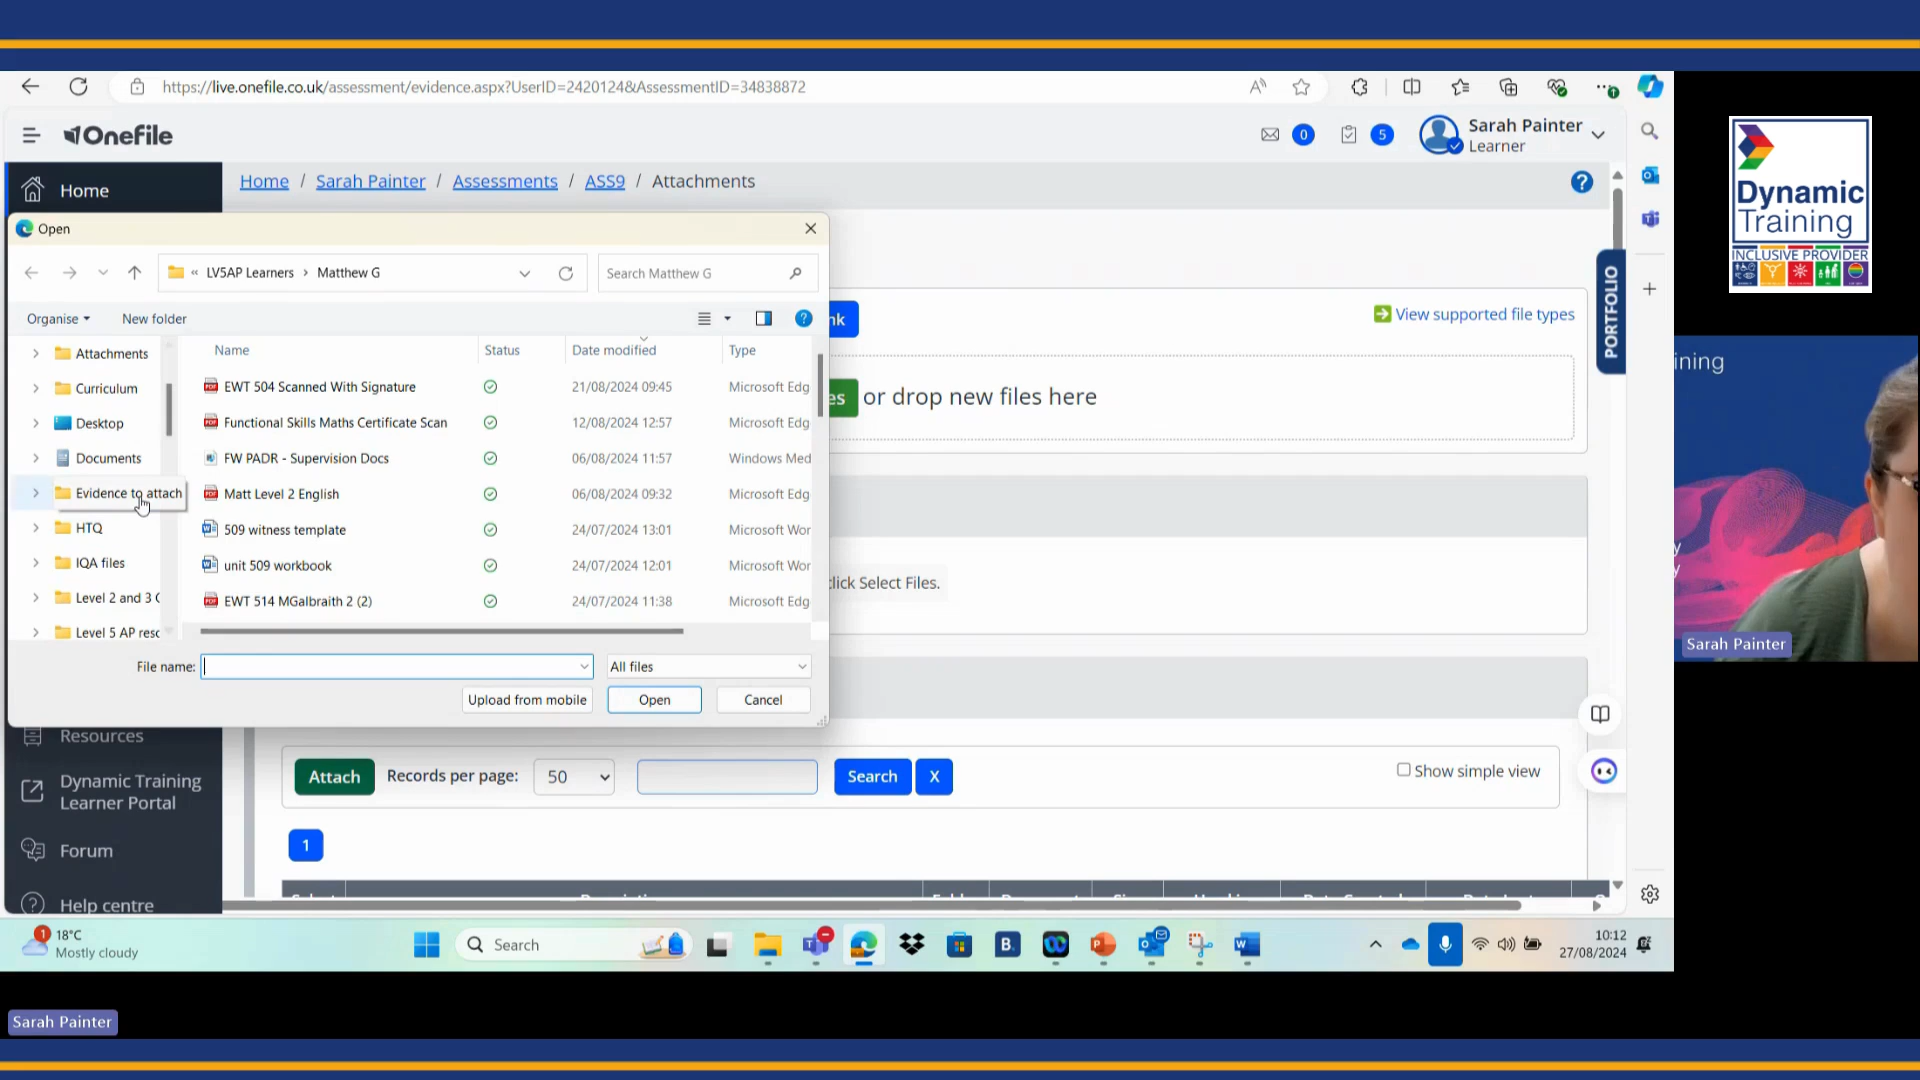 https://live.onefile.co.uk/assessment/evidence.aspx?UserID=2420124&AssessmentID=34838872
Onefile
0
5
Sarah Painter
Learner
Home
Home / Sarah Painter / Assessments / ASS9 / Attachments
Open
« LV5AP Learners > Matthew G
Search Matthew G
Organise
New folder
Name
Status
Date modified
Type
Attachments
Curriculum
Desktop
Documents
Evidence to attach
HTQ
IQA files
Level 2 and 3
Level 5 AP
EWT 504 Scanned With Signature 21/08/2024 09:45 Microsoft Edg
Functional Skills Maths Certificate Scan 12/08/2024 12:57 Microsoft Edg
FW PADR - Supervision Docs 06/08/2024 11:57 Windows Med
Matt Level 2 English 06/08/2024 09:32 Microsoft Edg
509 witness template 24/07/2024 13:01 Microsoft Wor
unit 509 workbook 24/07/2024 12:01 Microsoft Wor
EWT 514 MGalbraith 2 (2) 24/07/2024 11:38 Microsoft Edg
File name:
All files
Upload from mobile
Open
Cancel
nk
View supported file types
PORTFOLIO
es or drop new files here
click Select Files.
Resources
Dynamic Training
Learner Portal
Forum
Help centre
Attach
Records per page:
50
Search
X
Show simple view
1
1
18°C
Mostly cloudy
Search
B.
10:12
27/08/2024
Dynamic
Training
INCLUSIVE PROVIDER
ining
Sarah Painter
Sarah Painter